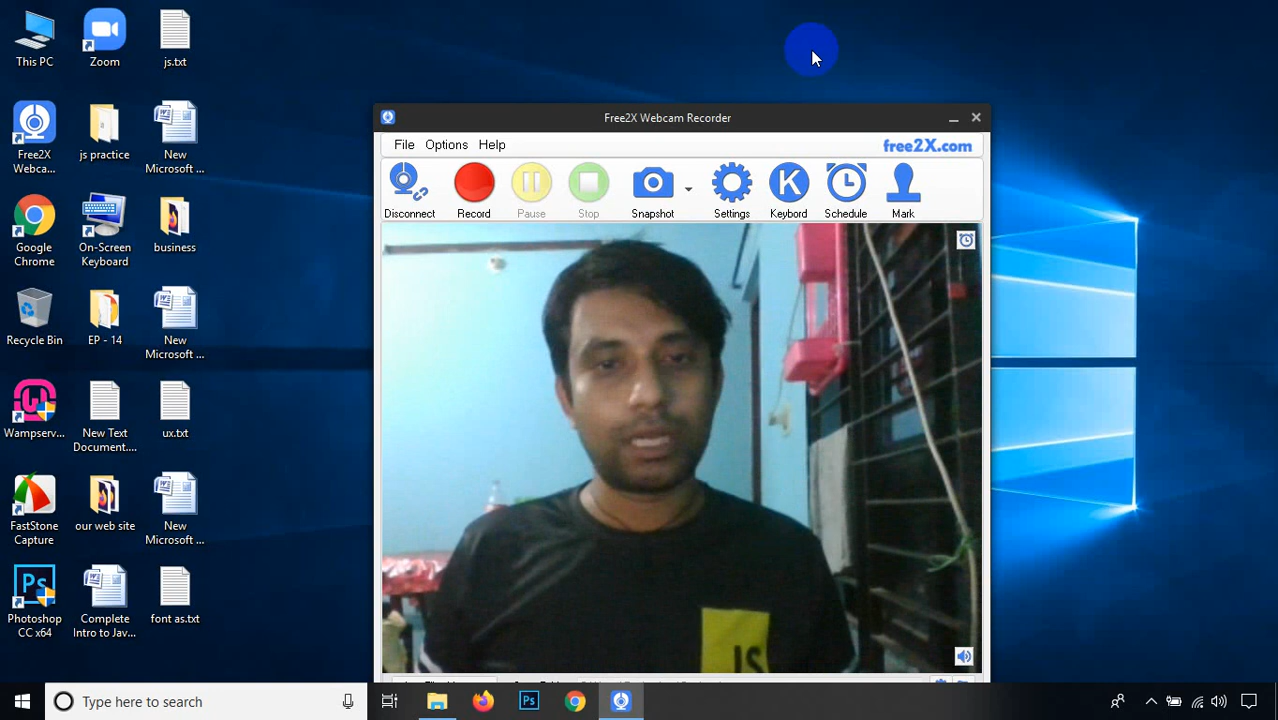 This PC
Zoom
js.txt
Free2X
Webca...
js practice
New
Microsoft ...
Google
Chrome
On-Screen
Keyboard
business
Recycle Bin
EP - 14
New
Microsoft ...
Wampserv...
New Text
Document....
ux.txt
FastStone
Capture
our web site
New
Microsoft ...
Ps
Photoshop
CC x64
Complete
Intro to Jav...
font as.txt
Free2X Webcam Recorder
File Options Help
free2X.com
K
Disconnect Record Pause Stop Snapshot Settings Keybord Schedule Mark
JS
Type here to search
Ps